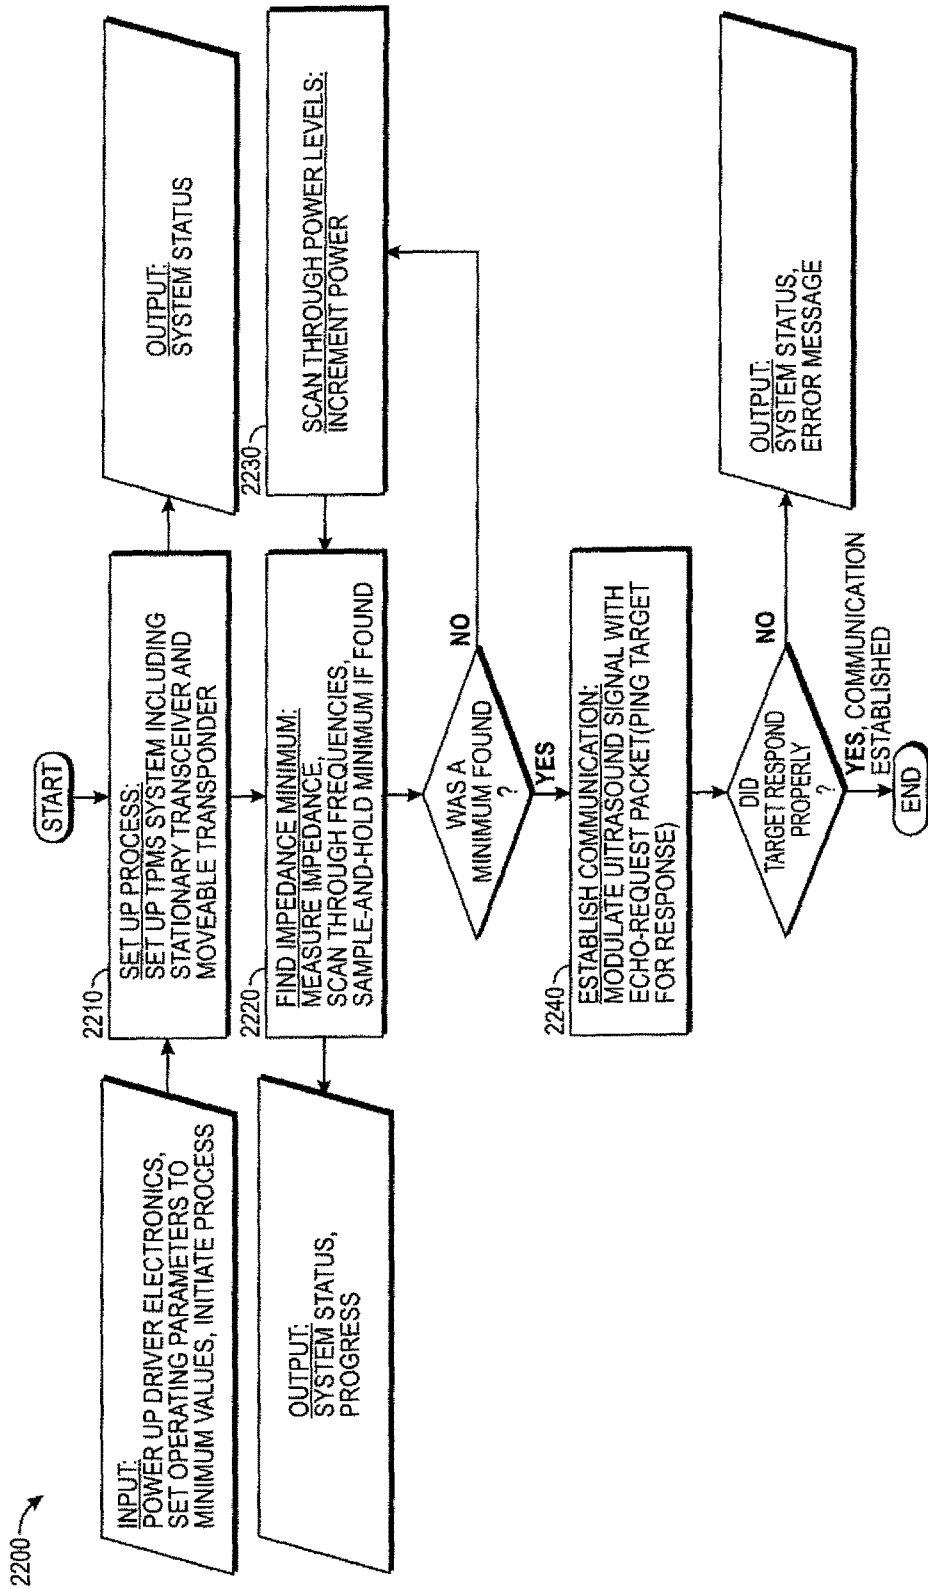 2200
START
INPUT:
POWER UP DRIVER ELECTRONICS,
SET OPERATING PARAMETERS TO
MINIMUM VALUES, INITIATE PROCESS
2210
SET UP PROCESS:
SET UP TPMS SYSTEM INCLUDING
STATIONARY TRANSCEIVER AND
MOVEABLE TRANSPONDER
OUTPUT:
SYSTEM STATUS
OUTPUT:
SYSTEM STATUS,
PROGRESS
2220
FIND IMPEDANCE MINIMUM:
MEASURE IMPEDANCE,
SCAN THROUGH FREQUENCIES,
SAMPLE-AND-HOLD MINIMUM IF FOUND
2230
SCAN THROUGH POWER LEVELS:
INCREMENT POWER
WAS A
MINIMUM FOUND
?
NO
YES
2240
ESTABLISH COMMUNICATION:
MODULATE UlTRASOUND SIGNAL WITH
ECHO-REQUEST PACKET(PING TARGET
FOR RESPONSE)
DID
TARGET RESPOND
PROPERLY
?
NO
OUTPUT:
SYSTEM STATUS,
ERROR MESSAGE
YES, COMMUNICATION
ESTABLISHED
END